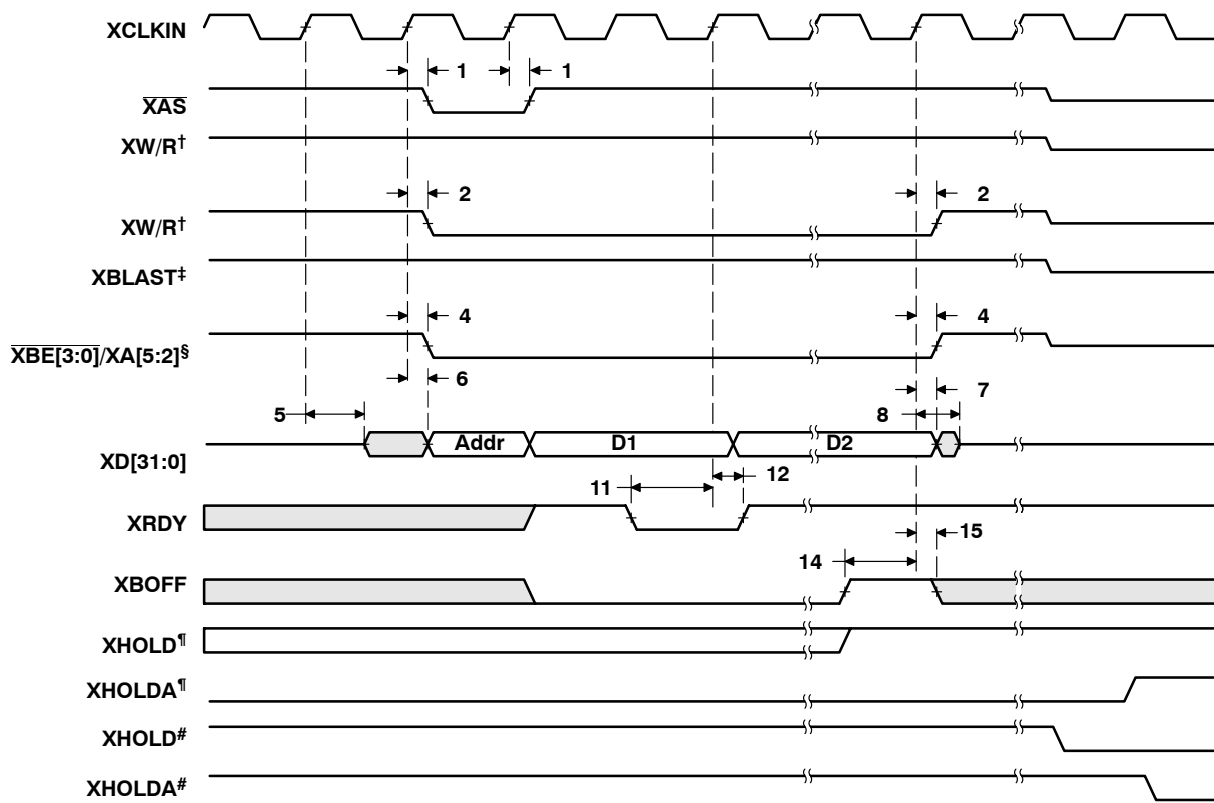 XCLKIN
1 1
XAS
XW/R†
2 2
XW/R†
XBLAST‡
4 4
XBE[3:0]/XA[5:2]§
6 7
5 8
Addr D1 D2
XD[31:0]
11 12
XRDY
15
14
XBOFF
XHOLD¶
XHOLDA¶
XHOLD#
XHOLDA#